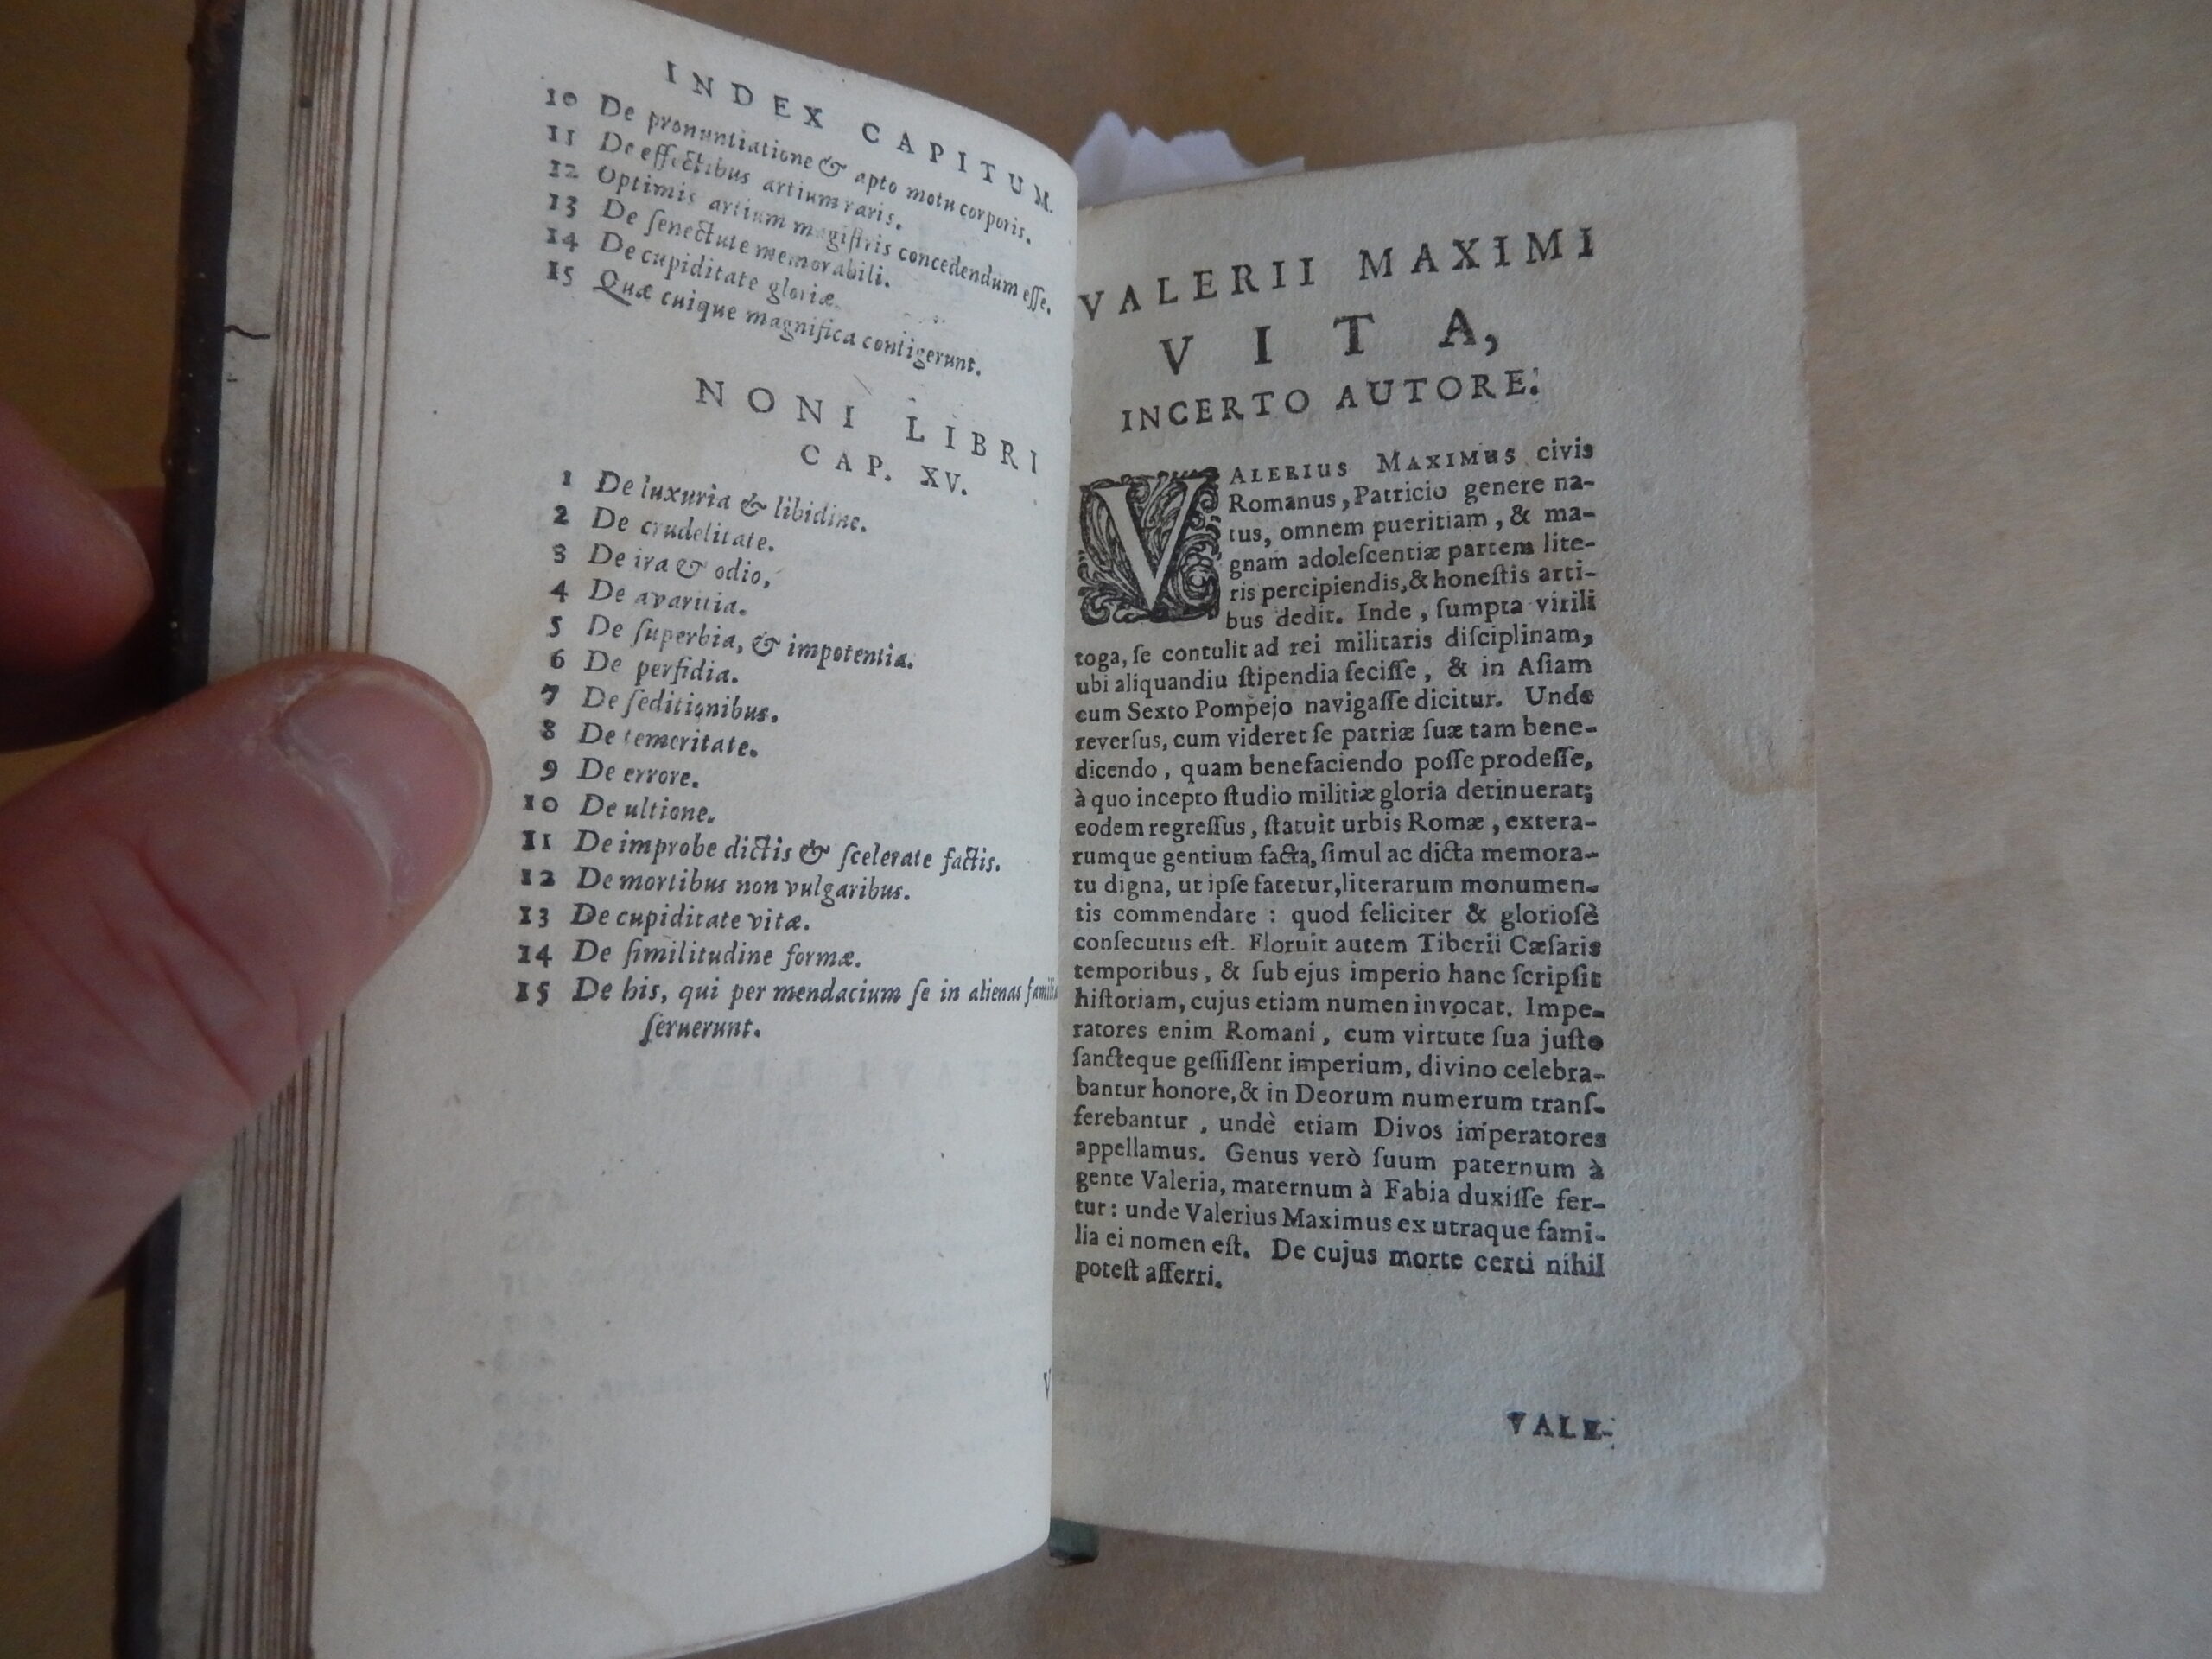 INDEX CAPITUM.
10 De pronuntiatione & apto motu corporis.
11 De effectibus artium raris.
12 Optimis artium magiſtris concedendum eſſe.
13 De ſenectute memorabili.
14 De cupiditate gloriæ.
15 Quæ cuique magnifica contigerunt.
NONI LIBRI
CAP. XV.
1 De luxuria & libidine.
2 De crudelitate.
3 De ira & odio,
4 De avaritia.
5 De ſuperbia, & impotentia.
6 De perfidia.
7 De ſeditionibus.
8 De temeritate.
9 De errore.
10 De ultione.
11 De improbe dictis & ſcelerate factis.
12 De mortibus non vulgaribus.
13 De cupiditate vitæ.
14 De ſimilitudine formæ.
15 De his, qui per mendacium ſe in alienas
ſeruerunt.
V
VALERII MAXIMI
VITA,
INCERTO AUTORE.
VALERIUS MAXIMUS civis
Romanus, Patricio genere na-
tus, omnem pueritiam, & ma-
gnam adoleſcentiæ partem lite-
ris percipiendis, & honeſtis arti-
bus dedit. Inde, ſumpta virili
toga, ſe contulit ad rei militaris diſciplinam,
ubi aliquandiu ſtipendia feciſſe, & in Aſiam
cum Sexto Pompejo navigaſſe dicitur. Unde
reverſus, cum videret ſe patriæ ſuæ tam bene-
dicendo, quam benefaciendo poſſe prodeſſe,
à quo incepto ſtudio militiæ gloria detinuerat;
eodem regreſſus, ſtatuit urbis Romæ, extera-
rumque gentium facta, ſimul ac dicta memora-
tu digna, ut ipſe fatetur, literarum monumen-
tis commendare : quod feliciter & glorioſè
conſecutus eſt. Floruit autem Tiberii Cæſaris
temporibus, & ſub ejus imperio hanc ſcripſit
hiſtoriam, cujus etiam numen invocat. Impe-
ratores enim Romani, cum virtute ſua juſto
ſancteque geſſiſſent imperium, divino celebra-
bantur honore, & in Deorum numerum tranſ-
ferebantur, undè etiam Divos imperatores
appellamus. Genus verò ſuum paternum à
gente Valeria, maternum à Fabia duxiſſe fer-
tur: unde Valerius Maximus ex utraque fami-
lia ei nomen eſt. De cujus morte certi nihil
poteſt afferri.
VALE-